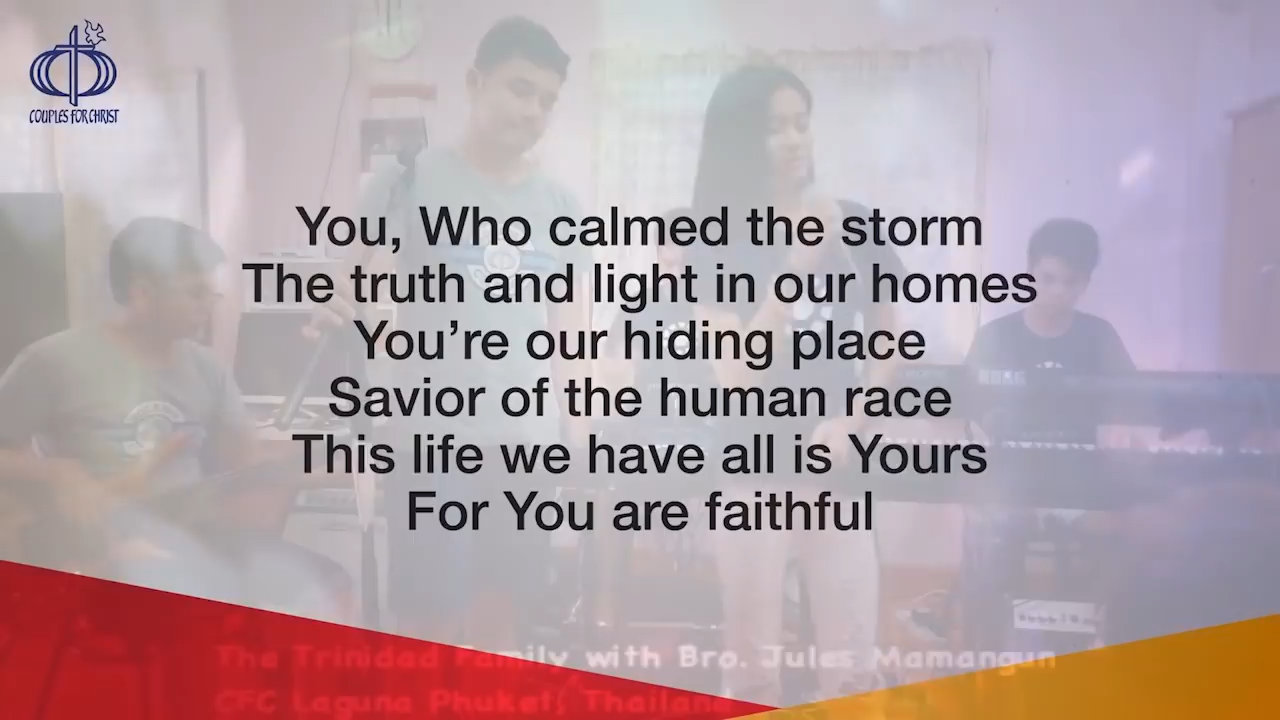 COUPLES FOR CHRIST
You, Who calmed the storm
The truth and light in our homes
You’re our hiding place
Savior of the human race
This life we have all is Yours
For You are faithful
The Trinidad Family with Bro. Jules Mamangun
CFC Laguna Phuket, Thailand